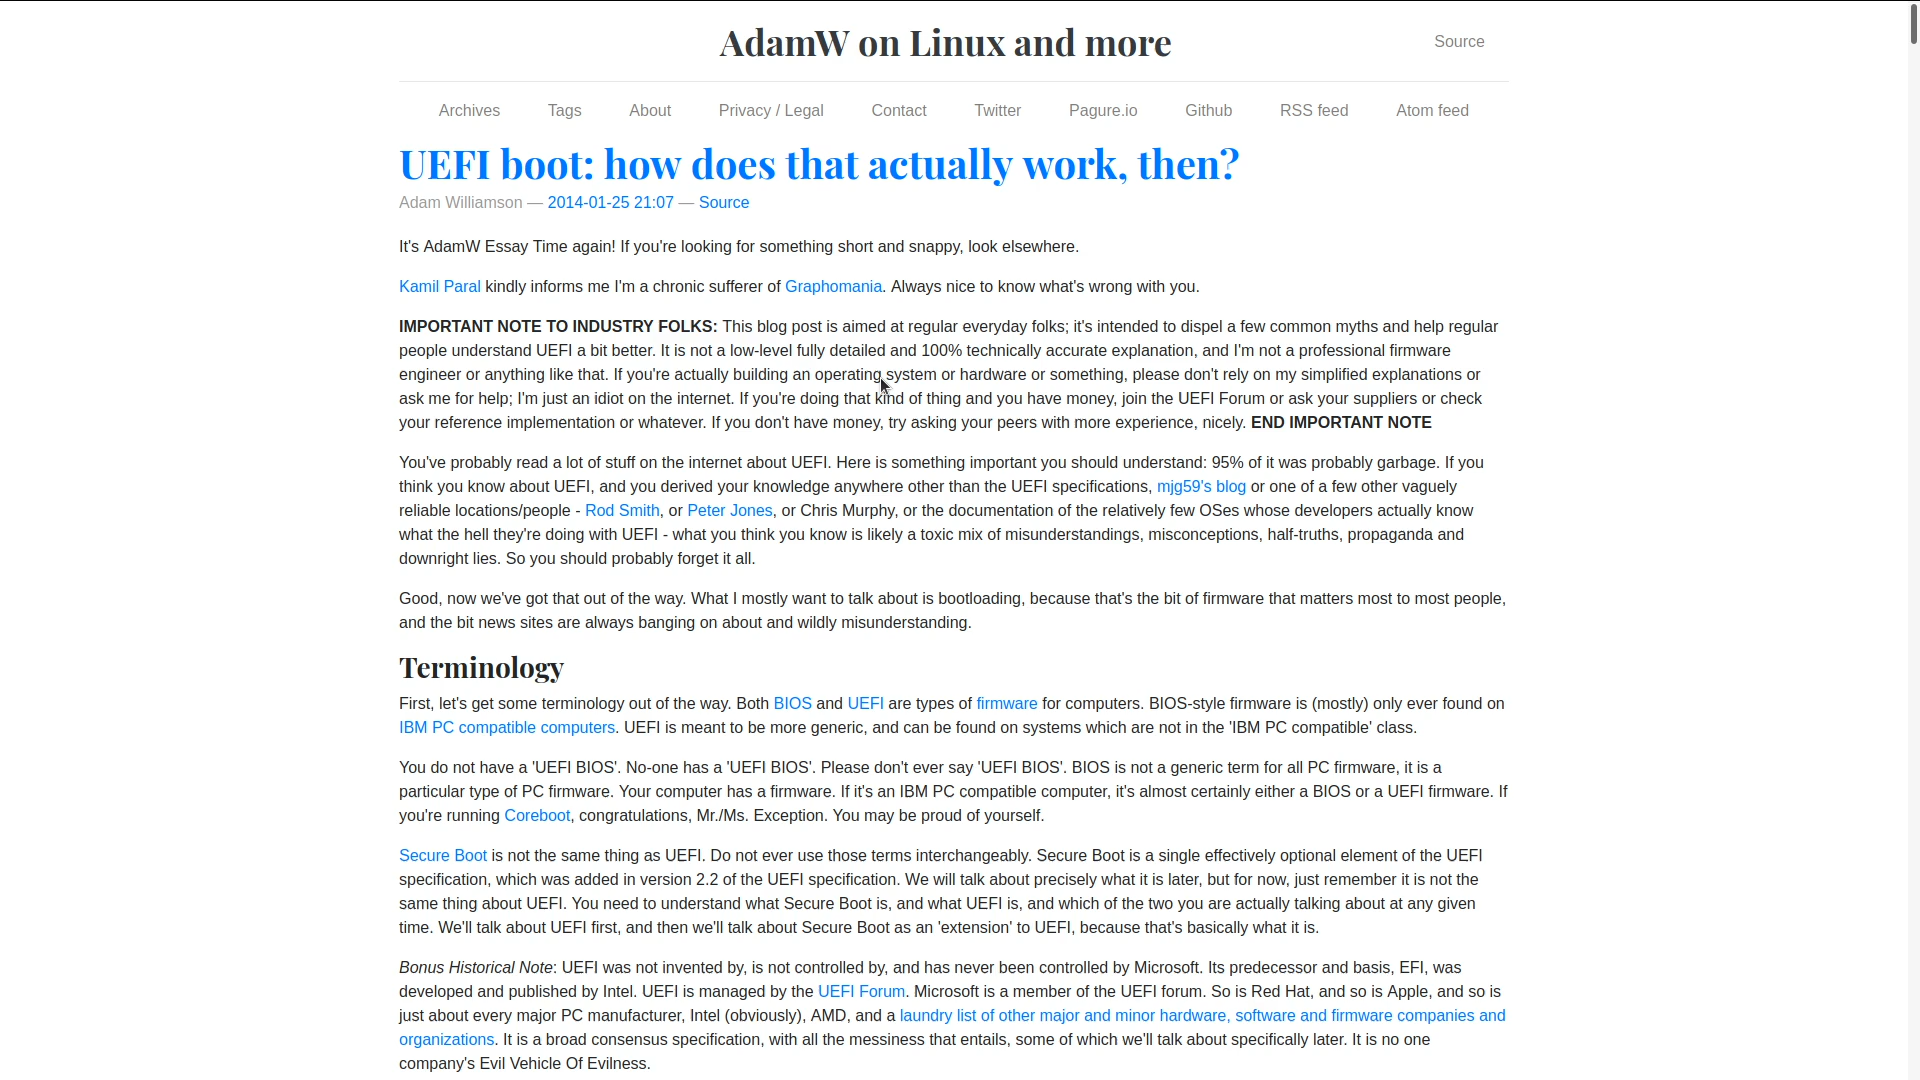 AdamW on Linux and more
Source
Archives Tags About Privacy / Legal Contact Twitter Pagure.io Github RSS feed Atom feed
UEFI boot: how does that actually work, then?
Adam Williamson — 2014-01-25 21:07 — Source
It's AdamW Essay Time again! If you're looking for something short and snappy, look elsewhere.
Kamil Paral kindly informs me I'm a chronic sufferer of Graphomania. Always nice to know what's wrong with you.
IMPORTANT NOTE TO INDUSTRY FOLKS: This blog post is aimed at regular everyday folks; it's intended to dispel a few common myths and help regular
people understand UEFI a bit better. It is not a low-level fully detailed and 100% technically accurate explanation, and I'm not a professional firmware
engineer or anything like that. If you're actually building an operating system or hardware or something, please don't rely on my simplified explanations or
ask me for help; I'm just an idiot on the internet. If you're doing that kind of thing and you have money, join the UEFI Forum or ask your suppliers or check
your reference implementation or whatever. If you don't have money, try asking your peers with more experience, nicely. END IMPORTANT NOTE
You've probably read a lot of stuff on the internet about UEFI. Here is something important you should understand: 95% of it was probably garbage. If you
think you know about UEFI, and you derived your knowledge anywhere other than the UEFI specifications, mjg59's blog or one of a few other vaguely
reliable locations/people - Rod Smith, or Peter Jones, or Chris Murphy, or the documentation of the relatively few OSes whose developers actually know
what the hell they're doing with UEFI - what you think you know is likely a toxic mix of misunderstandings, misconceptions, half-truths, propaganda and
downright lies. So you should probably forget it all.
Good, now we've got that out of the way. What I mostly want to talk about is bootloading, because that's the bit of firmware that matters most to most people,
and the bit news sites are always banging on about and wildly misunderstanding.
Terminology
First, let's get some terminology out of the way. Both BIOS and UEFI are types of firmware for computers. BIOS-style firmware is (mostly) only ever found on
IBM PC compatible computers. UEFI is meant to be more generic, and can be found on systems which are not in the 'IBM PC compatible' class.
You do not have a 'UEFI BIOS'. No-one has a 'UEFI BIOS'. Please don't ever say 'UEFI BIOS'. BIOS is not a generic term for all PC firmware, it is a
particular type of PC firmware. Your computer has a firmware. If it's an IBM PC compatible computer, it's almost certainly either a BIOS or a UEFI firmware. If
you're running Coreboot, congratulations, Mr./Ms. Exception. You may be proud of yourself.
Secure Boot is not the same thing as UEFI. Do not ever use those terms interchangeably. Secure Boot is a single effectively optional element of the UEFI
specification, which was added in version 2.2 of the UEFI specification. We will talk about precisely what it is later, but for now, just remember it is not the
same thing about UEFI. You need to understand what Secure Boot is, and what UEFI is, and which of the two you are actually talking about at any given
time. We'll talk about UEFI first, and then we'll talk about Secure Boot as an 'extension' to UEFI, because that's basically what it is.
Bonus Historical Note: UEFI was not invented by, is not controlled by, and has never been controlled by Microsoft. Its predecessor and basis, EFI, was
developed and published by Intel. UEFI is managed by the UEFI Forum. Microsoft is a member of the UEFI forum. So is Red Hat, and so is Apple, and so is
just about every major PC manufacturer, Intel (obviously), AMD, and a laundry list of other major and minor hardware, software and firmware companies and
organizations. It is a broad consensus specification, with all the messiness that entails, some of which we'll talk about specifically later. It is no one
company's Evil Vehicle Of Evilness.